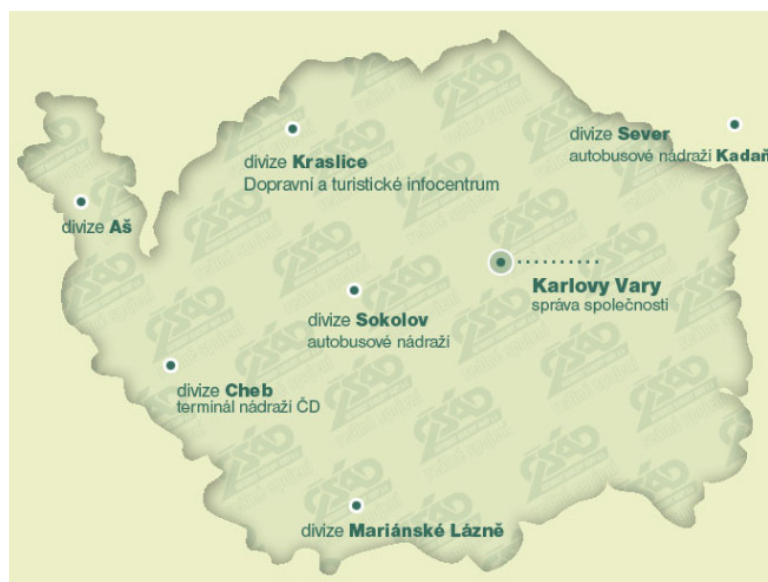 divize Kraslice
Dopravní a turistické infocentrum
divize Sever
autobusové nádraží Kadaň
divize Aš
Karlovy Vary
správa společnosti
divize Sokolov
autobusové nádraží
divize Cheb
terminál nádraží ČD
divize Mariánské Lázně
ČSAD